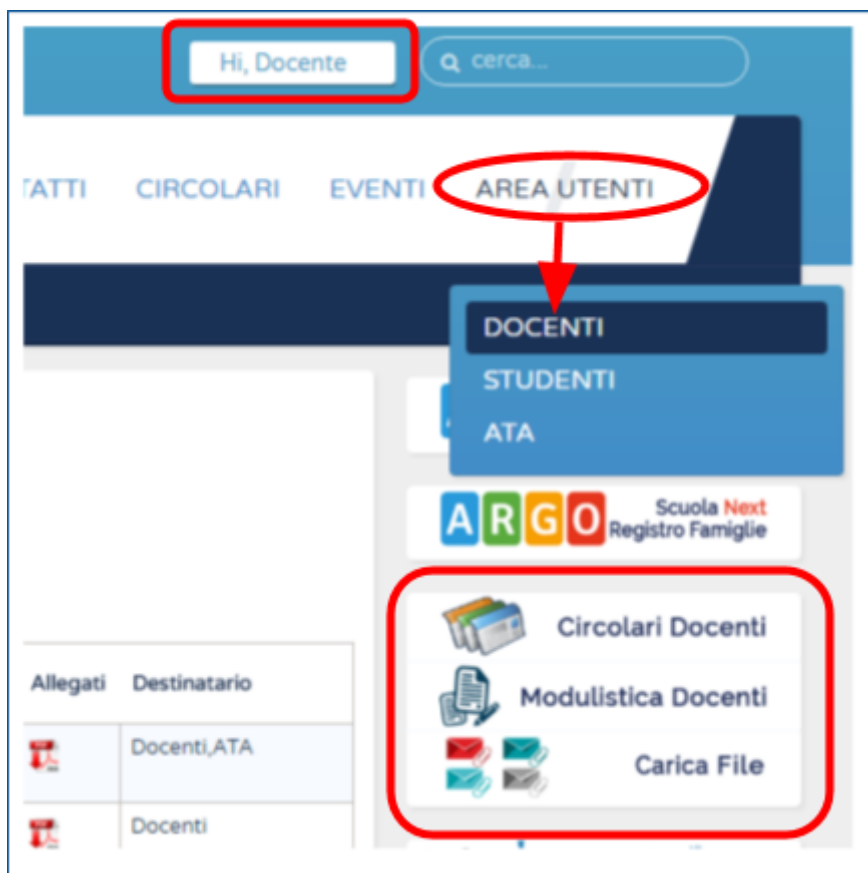 Hi, Docente
cerca...
TATTI CIRCOLARI EVENTI AREA UTENTI
DOCENTI
STUDENTI
ATA
ARGO Scuola Next
Registro Famiglie
Circolari Docenti
Modulistica Docenti
Carica File
Allegati Destinatario
Docenti,ATA
Docenti